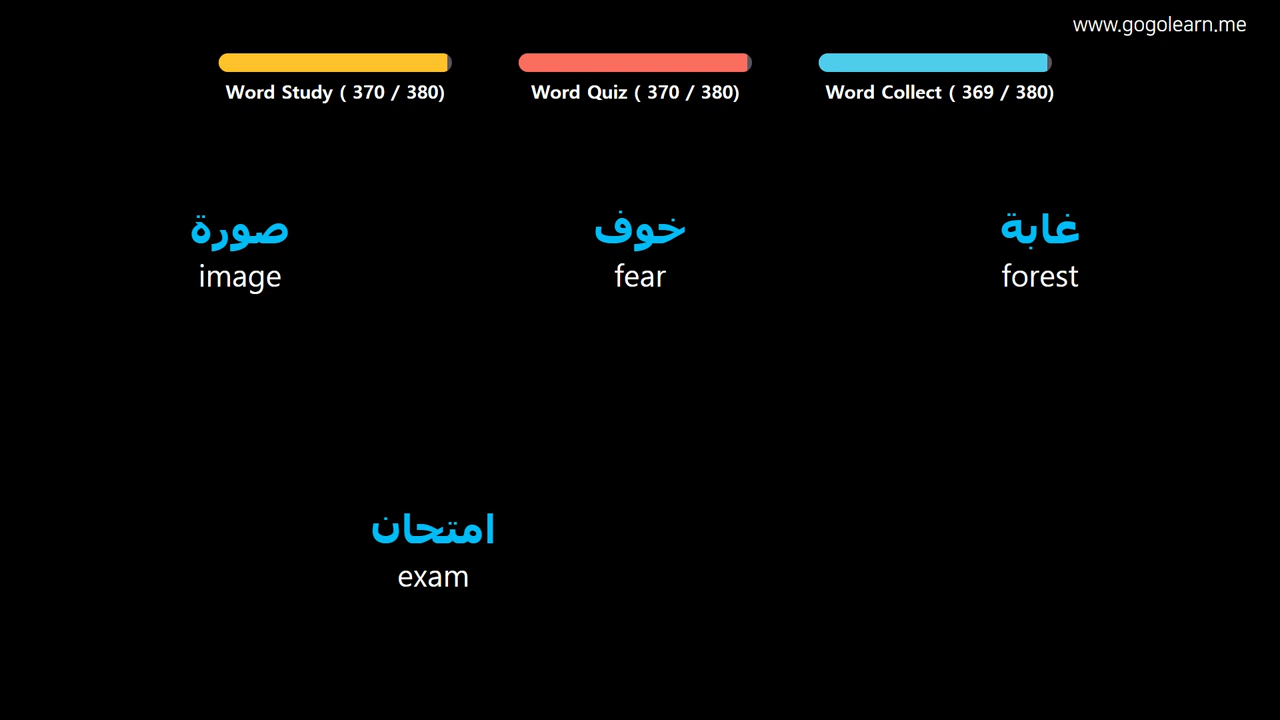 www.gogolearn.me
Word Study ( 370 / 380)
Word Quiz ( 370 / 380)
Word Collect ( 369 / 380)
صورة
image
خوف
fear
غابة
forest
امتحان
exam